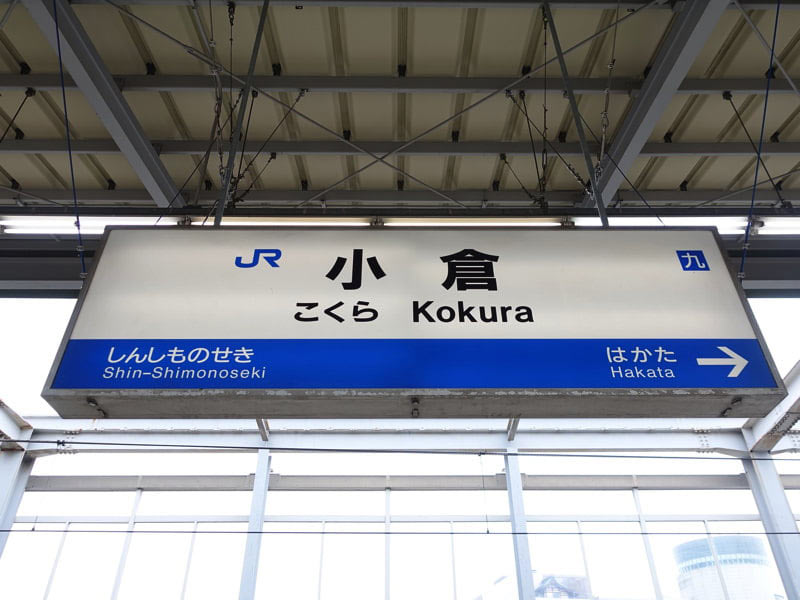 JR 小倉 九
こくら Kokura
しんしものせき はかた →
Shin-Shimonoseki Hakata